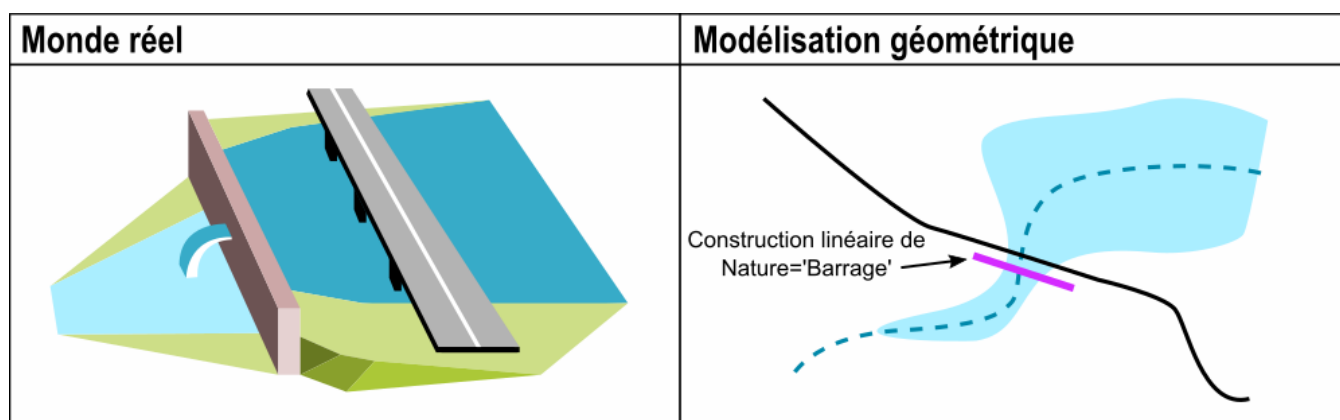 Monde réel
Modélisation géométrique
Construction linéaire de
Nature='Barrage'